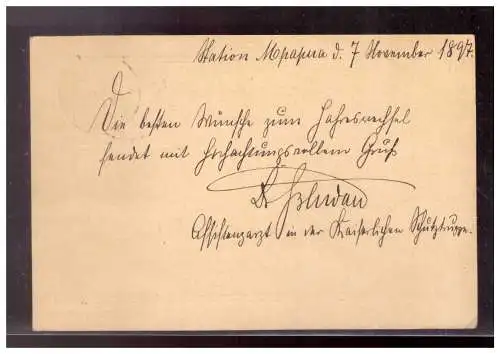 Station Mpapua d. 7 November 1897.
Die besten Wünsche zum Jahreswechsel
sendet mit hochachtungsvollem Gruß
Dr.
Assistenzarzt in der Kaiserlichen Schutztruppe.